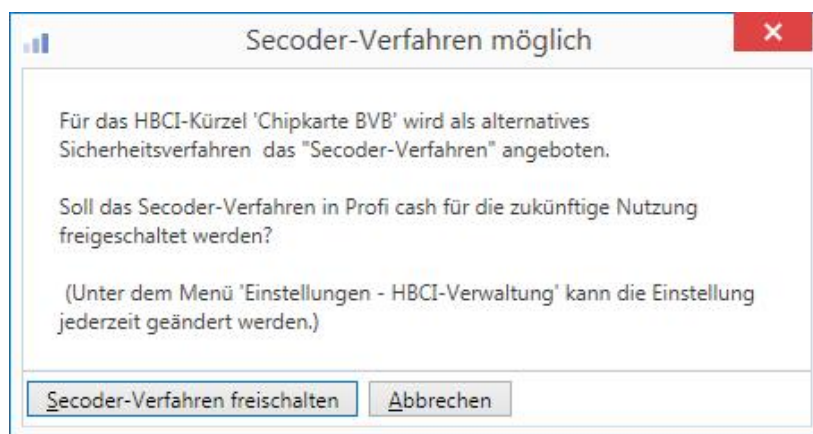 Secoder-Verfahren möglich
Für das HBCI-Kürzel 'Chipkarte BVB' wird als alternatives
Sicherheitsverfahren  das "Secoder-Verfahren" angeboten.
Soll das Secoder-Verfahren in Profi cash für die zukünftige Nutzung
freigeschaltet werden?
(Unter dem Menü 'Einstellungen - HBCI-Verwaltung' kann die Einstellung
jederzeit geändert werden.)
Secoder-Verfahren freischalten
Abbrechen